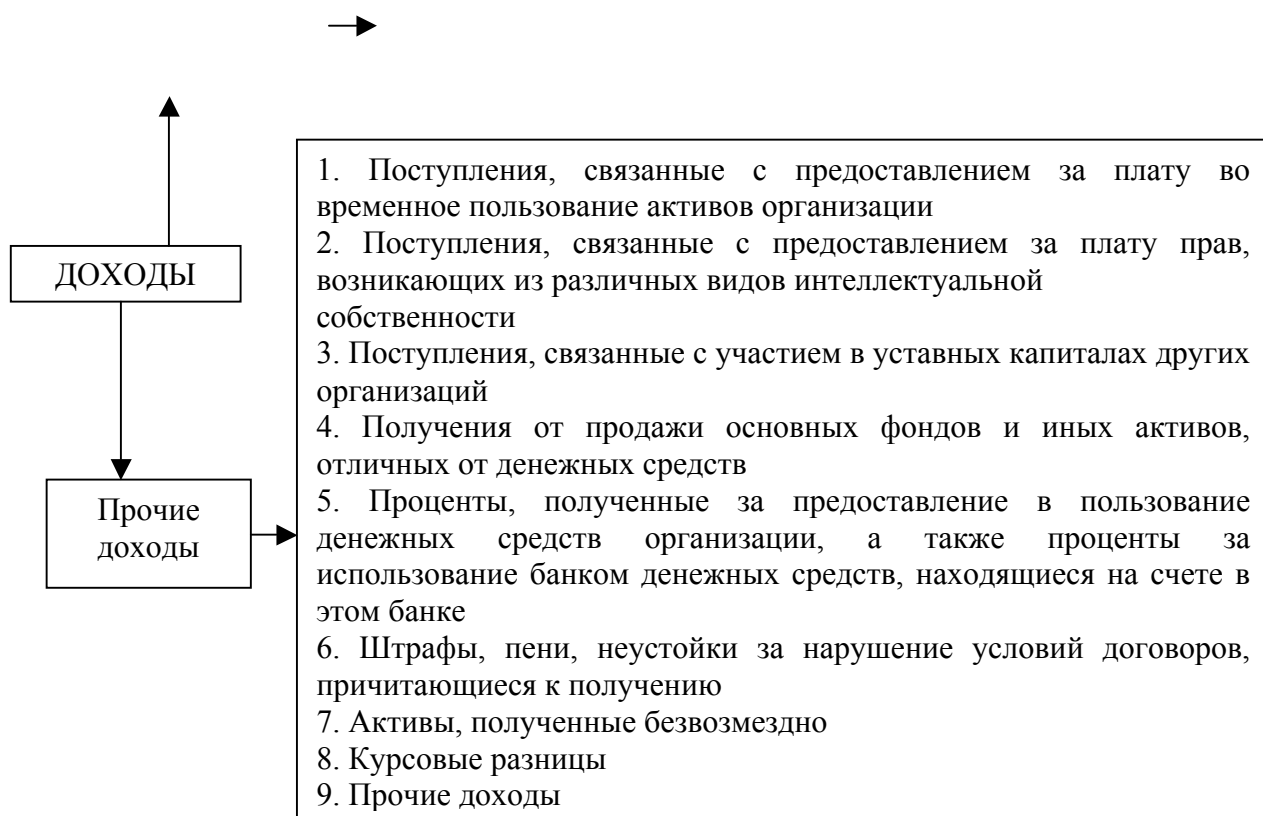 ДОХОДЫ
Прочие
доходы
1. Поступления, связанные с предоставлением за плату во
временное пользование активов организации
2. Поступления, связанные с предоставлением за плату прав,
возникающих из различных видов интеллектуальной
собственности
3. Поступления, связанные с участием в уставных капиталах других
организаций
4. Получения от продажи основных фондов и иных активов,
отличных от денежных средств
5. Проценты, полученные за предоставление в пользование
денежных средств организации, а также проценты за
использование банком денежных средств, находящиеся на счете в
этом банке
6. Штрафы, пени, неустойки за нарушение условий договоров,
причитающиеся к получению
7. Активы, полученные безвозмездно
8. Курсовые разницы
9. Прочие доходы